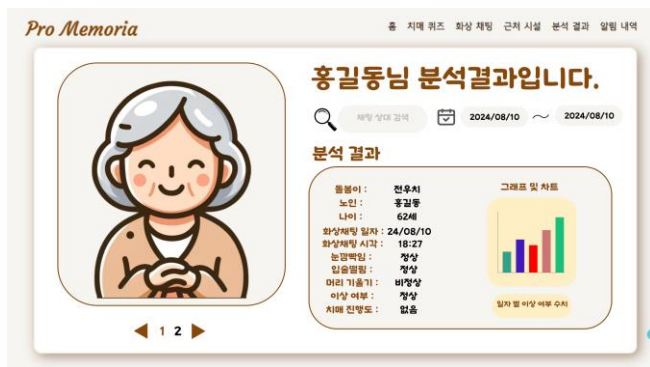 Pro Memoria
홈 치매 퀴즈 화상 채팅 근처 시설 분석 결과 알림 내역
홍길동님 분석결과입니다.
채팅 상대 검색
2024/08/10 ~ 2024/08/10
분석 결과
돌봄이 : 전우치
노인 : 홍길동
나이 : 62세
화상채팅 일자 : 24/08/10
화상채팅 시각 : 18:27
눈깜빡임 : 정상
입술떨림 : 정상
머리 기울기 : 비정상
이상 여부 : 정상
치매 진행도 : 없음
그래프 및 차트
일자 별 이상 여부 수치
1 2